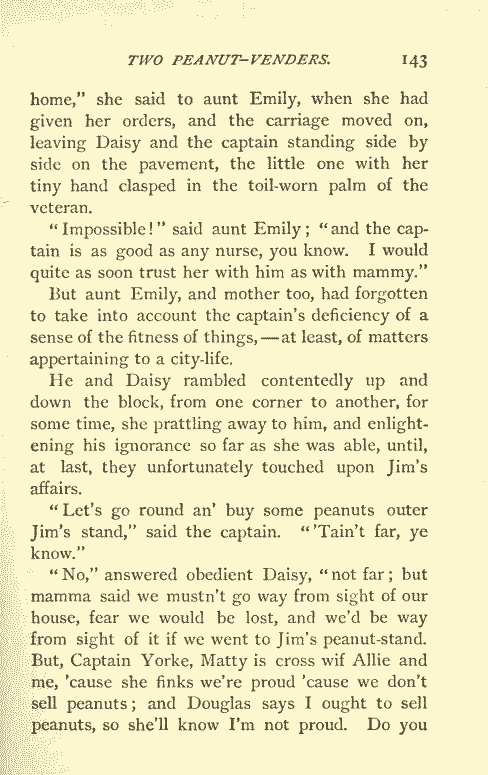 TWO PEANUT-VENDERS. 143
home,” she said to aunt Emily, when she had
given her orders, and the carriage moved on,
leaving Daisy and the captain standing side by
side on the pavement, the little one with her
tiny hand clasped in the toil-worn palm of the
veteran.
“Impossible!” said aunt Emily; “and the cap-
tain is as good as any nurse, you know. I would
quite as soon trust her with him as with mammy.”
But aunt Emily, and mother too, had forgotten
to take into account the captain’s deficiency of a
sense of the fitness of things,—at least, of matters
appertaining to a city-life.
He and Daisy rambled contentedly up and
down the block, from one corner to another, for
some time, she prattling away to him, and enlight-
ening his ignorance so far as she was able, until,
at last, they unfortunately touched upon Jim’s
affairs.
“Let’s go round an’ buy some peanuts outer
Jim’s stand,” said the captain. “’Tain’t far, ye
know.”
“No,” answered obedient Daisy, “not far; but
mamma said we mustn’t go way from sight of our
house, fear we would be lost, and we’d be way
from sight of it if we went to Jim’s peanut-stand.
But, Captain Yorke, Matty is cross wif Allie and
me, ’cause she finks we’re proud ’cause we don’t
sell peanuts; and Douglas says I ought to sell
peanuts, so she’ll know I’m not proud. Do you